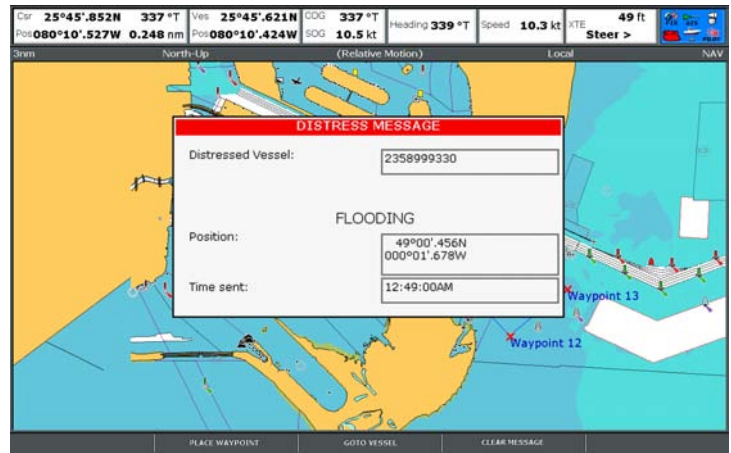 Csr 25°45'.852N 337 °T
Pos 080°10'.527W 0.248 nm
Ves 25°45'.621N
Pos 080°10'.424W
COG 337 °T
SOG 10.5 kt
Heading 339 °T
Speed 10.3 kt
XTE 49 ft
Steer >
3nm North-Up (Relative Motion) Local NAV
DISTRESS MESSAGE
Distressed Vessel: 2358999330
FLOODING
Position: 49°00'.456N
000°01'.678W
Time sent: 12:49:00AM
Waypoint 13
Waypoint 12
PLACE WAYPOINT GOTO VESSEL CLEAR MESSAGE